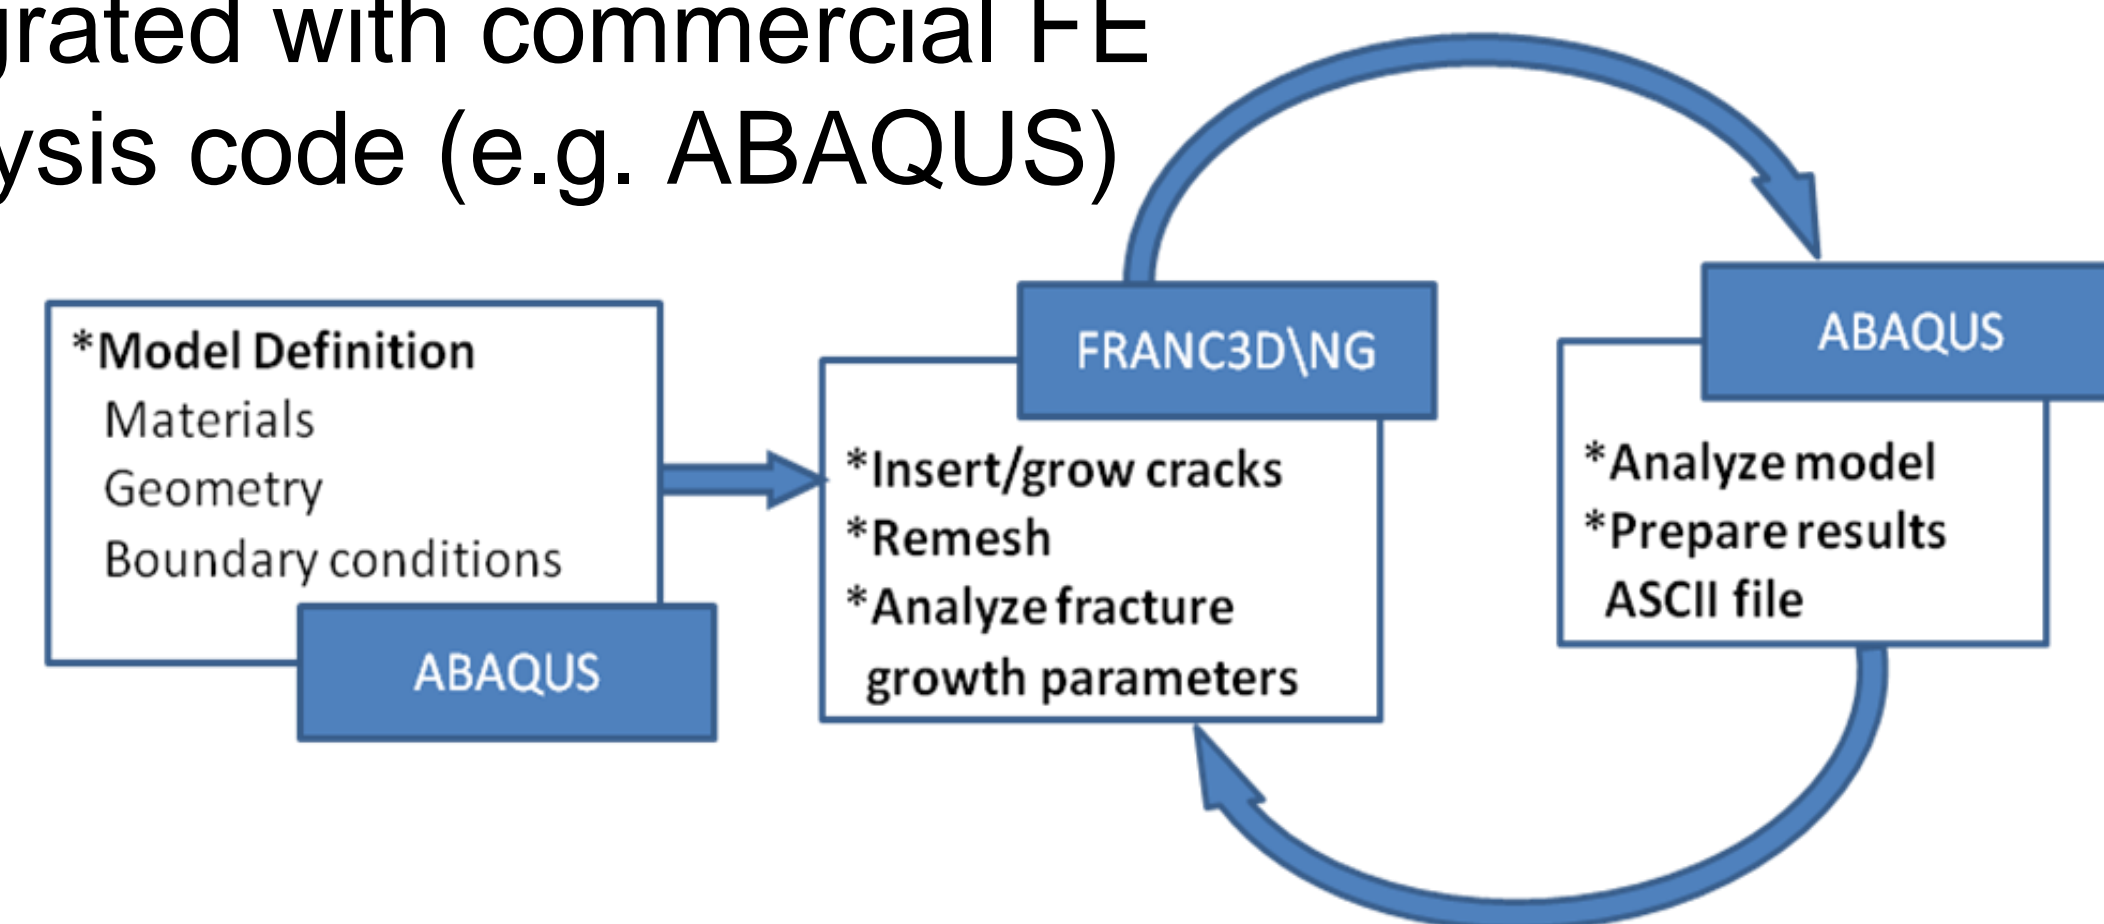 grated with commercial FE
ysis code (e.g. ABAQUS)
*Model Definition
Materials
Geometry
Boundary conditions
ABAQUS
FRANC3D\NG
*Insert/grow cracks
*Remesh
*Analyze fracture
growth parameters
ABAQUS
*Analyze model
*Prepare results
ASCII file